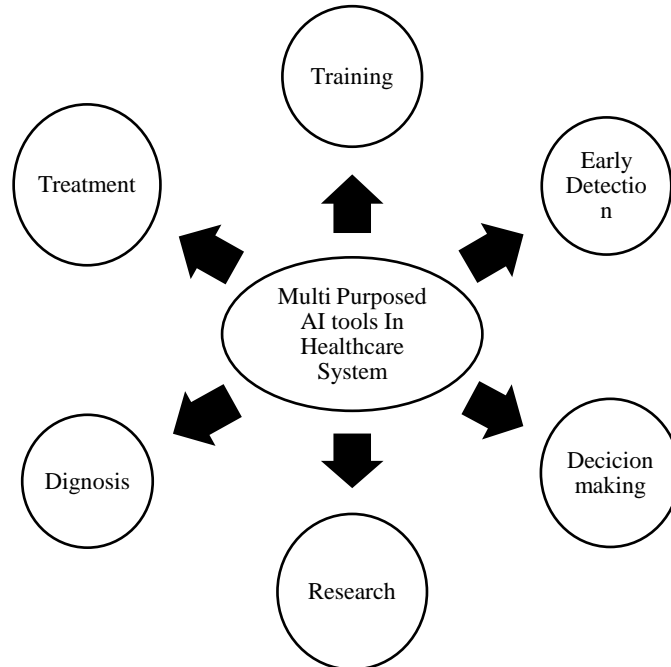 Training
Treatment
Early
Detectio
n
Multi Purposed
AI tools In
Healthcare
System
Dignosis
Decicion
making
Research